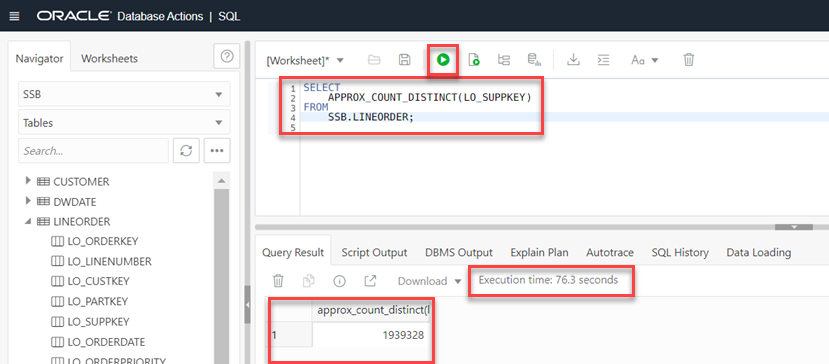 ORACLE Database Actions | SQL
Navigator Worksheets
SSB
Tables
Search...
CUSTOMER
DWDATE
LINEORDER
LO_ORDERKEY
LO_LINENUMBER
LO_CUSTKEY
LO_PARTKEY
LO_SUPPKEY
LO_ORDERDATE
LO_ORDERPRIORITY
[Worksheet]*
Aa
1 SELECT
2 APPROX_COUNT_DISTINCT(LO_SUPPKEY)
3 FROM
4 SSB.LINEORDER;
5
Query Result Script Output DBMS Output Explain Plan Autotrace SQL History Data Loading
Download Execution time: 76.3 seconds
approx_count_distinct(l
1 1939328